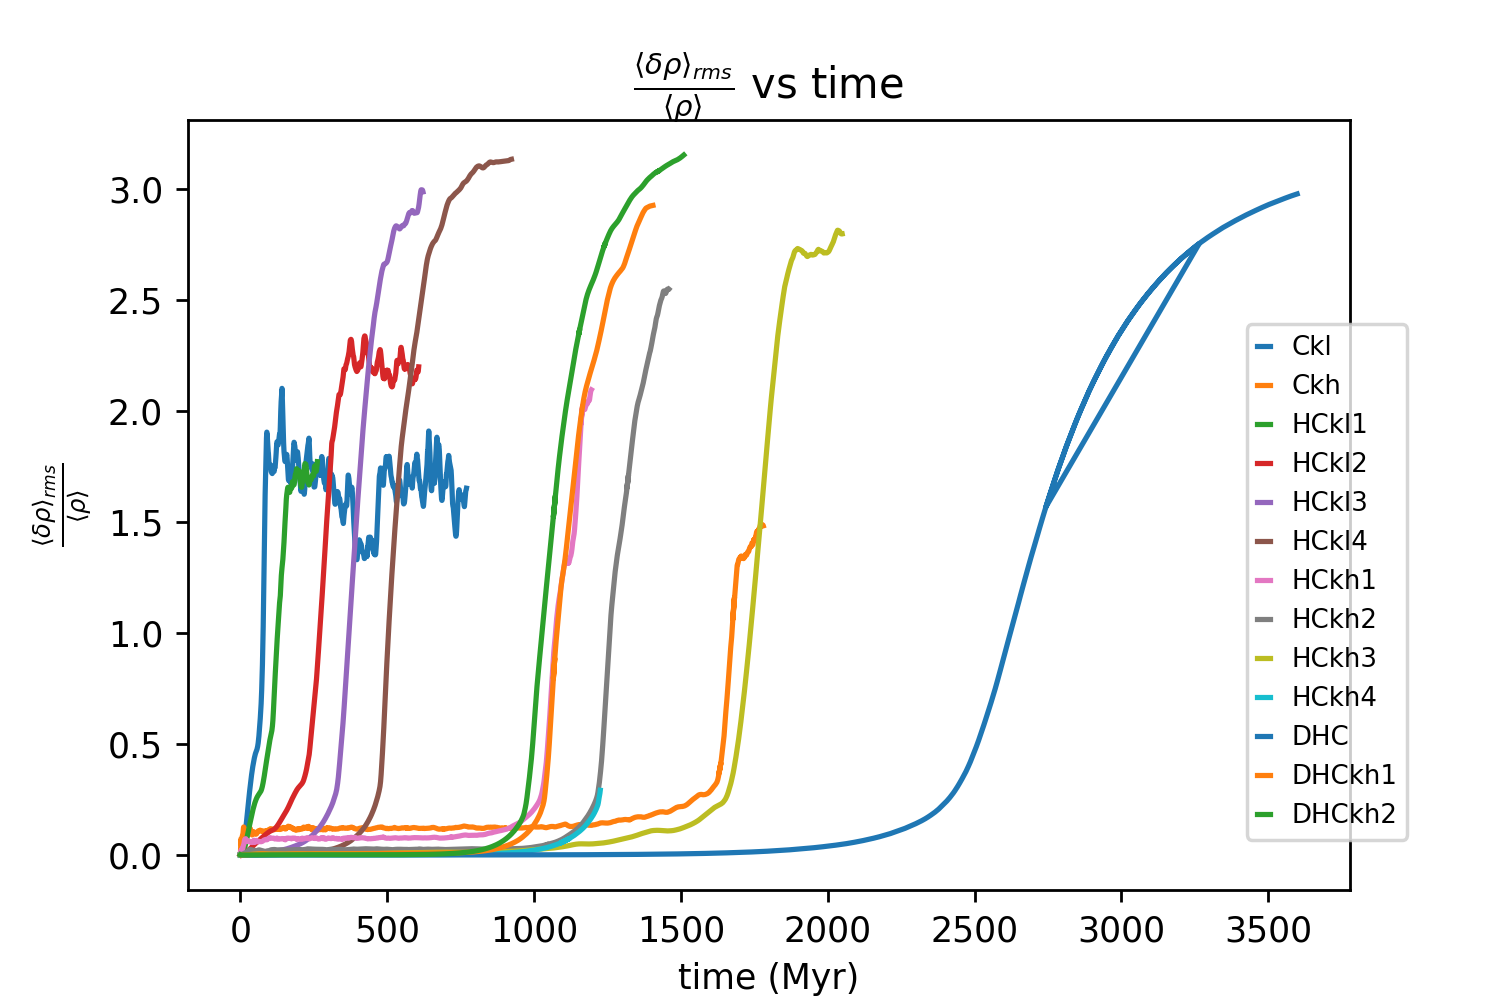 ⟨δρ⟩rms
⟨ρ⟩ vs time
⟨δρ⟩rms
⟨ρ⟩
3.0
2.5
2.0
1.5
1.0
0.5
0.0
Ckl
Ckh
HCkl1
HCkl2
HCkl3
HCkl4
HCkh1
HCkh2
HCkh3
HCkh4
DHC
DHCkh1
DHCkh2
0 500 1000 1500 2000 2500 3000 3500
time (Myr)